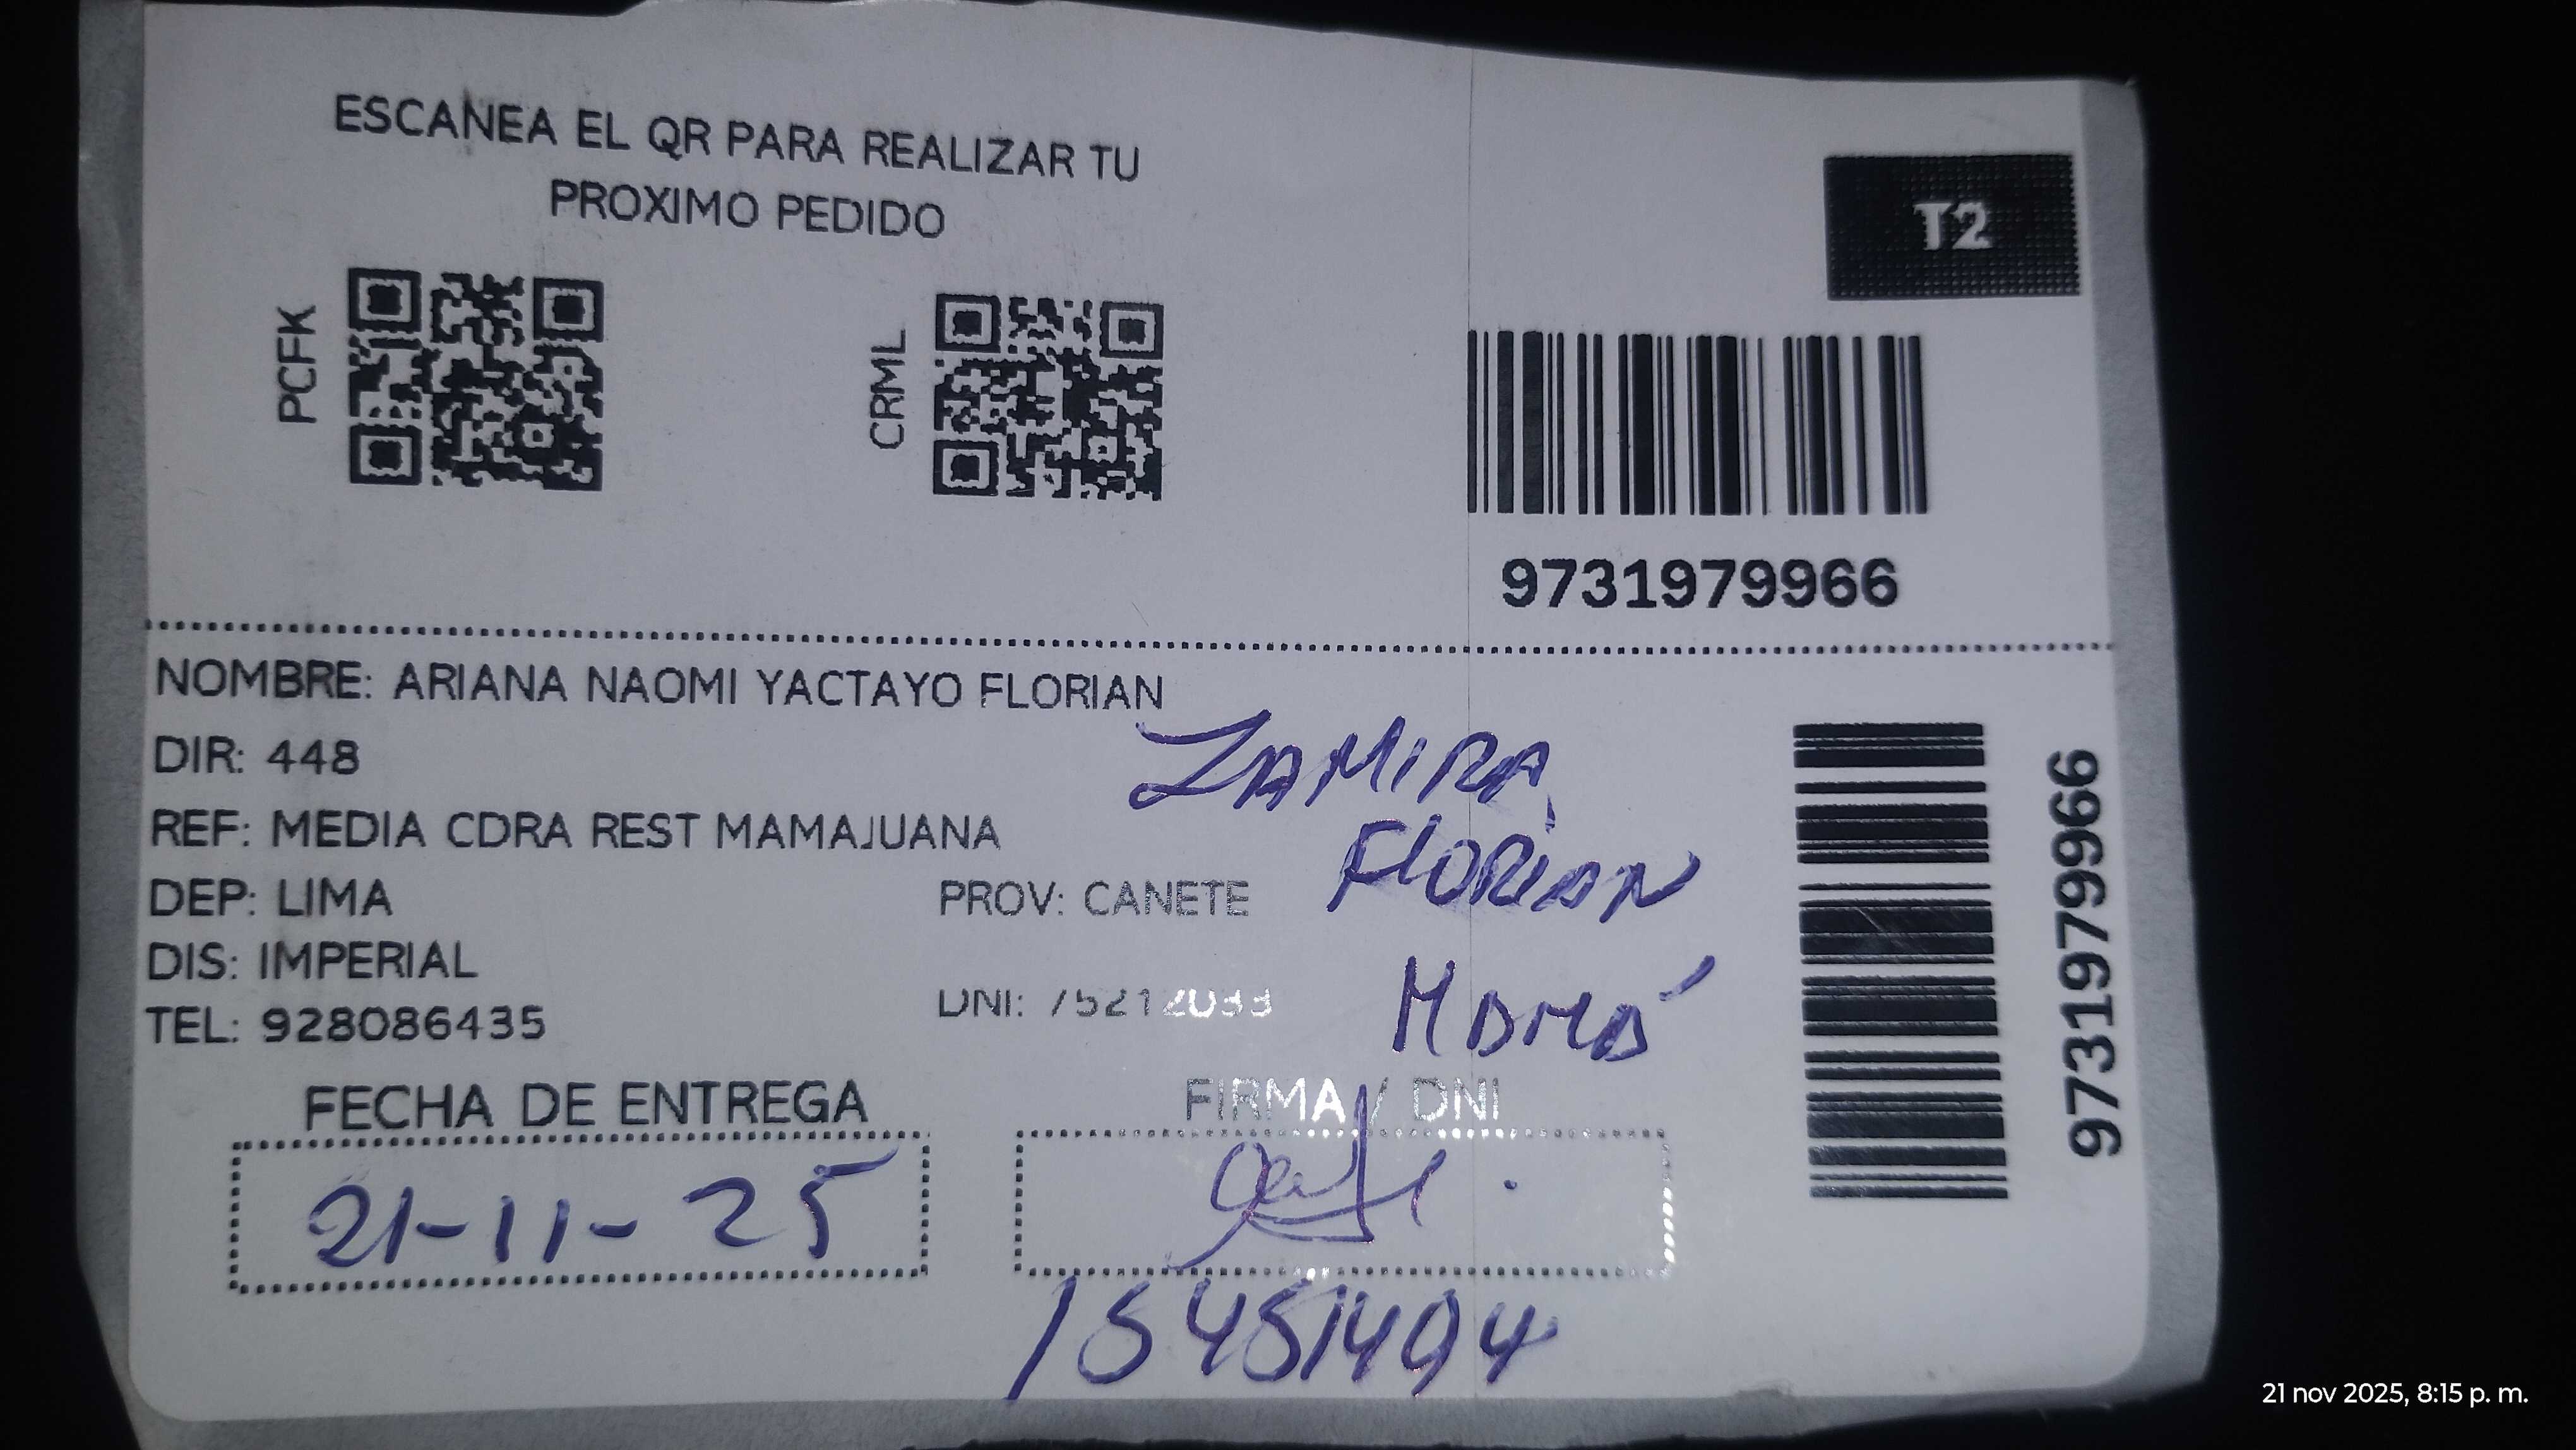 ESCANEA EL QR PARA REALIZAR TU
PROXIMO PEDIDO
T2
PCFK
CRML
9731979966
NOMBRE: ARIANA NAOMI YACTAYO FLORIAN
DIR: 448
ZAMIRA
REF: MEDIA CDRA REST MAMAJUANA
FLORIAN
DEP: LIMA
PROV: CANETE
DIS: IMPERIAL
MAMÁ
TEL: 928086435
DNI: 75212033
9731979966
FECHA DE ENTREGA
FIRMA / DNI
21-11-25
15451494
21 nov 2025, 8:15 p. m.